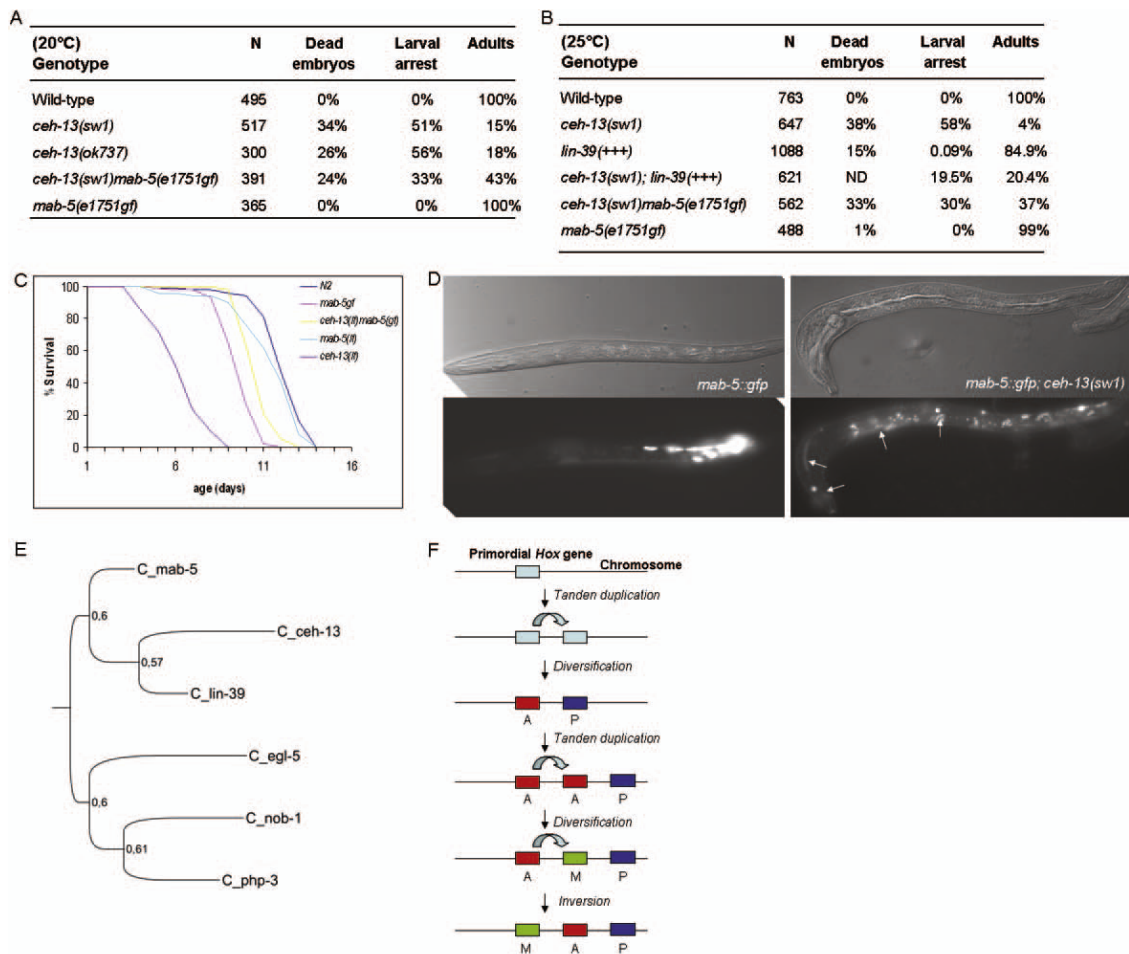 A
(20°C)
Genotype N Dead embryos Larval arrest Adults
Wild-type 495 0% 0% 100%
ceh-13(sw1) 517 34% 51% 15%
ceh-13(ok737) 300 26% 56% 18%
ceh-13(sw1)mab-5(e1751gf) 391 24% 33% 43%
mab-5(e1751gf) 365 0% 0% 100%
B
(25°C)
Genotype N Dead embryos Larval arrest Adults
Wild-type 763 0% 0% 100%
ceh-13(sw1) 647 38% 58% 4%
lin-39(+++) 1088 15% 0.09% 84.9%
ceh-13(sw1); lin-39(+++) 621 ND 19.5% 20.4%
ceh-13(sw1)mab-5(e1751gf) 562 33% 30% 37%
mab-5(e1751gf) 488 1% 0% 99%
C
% Survival
100
80
60
40
20
0
1 6 11 16
age (days)
N2
mab-5gf
ceh-13(lf)mab-5(gf)
mab-5(lf)
ceh-13(lf)
D
mab-5::gfp
mab-5::gfp; ceh-13(sw1)
E
C_mab-5
0,6
C_ceh-13
0,57
C_lin-39
C_egl-5
0,6
C_nob-1
0,61
C_php-3
F
Primordial Hox gene
Chromosome
Tanden duplication
Diversification
A P
Tanden duplication
A A P
Diversification
A M P
Inversion
M A P